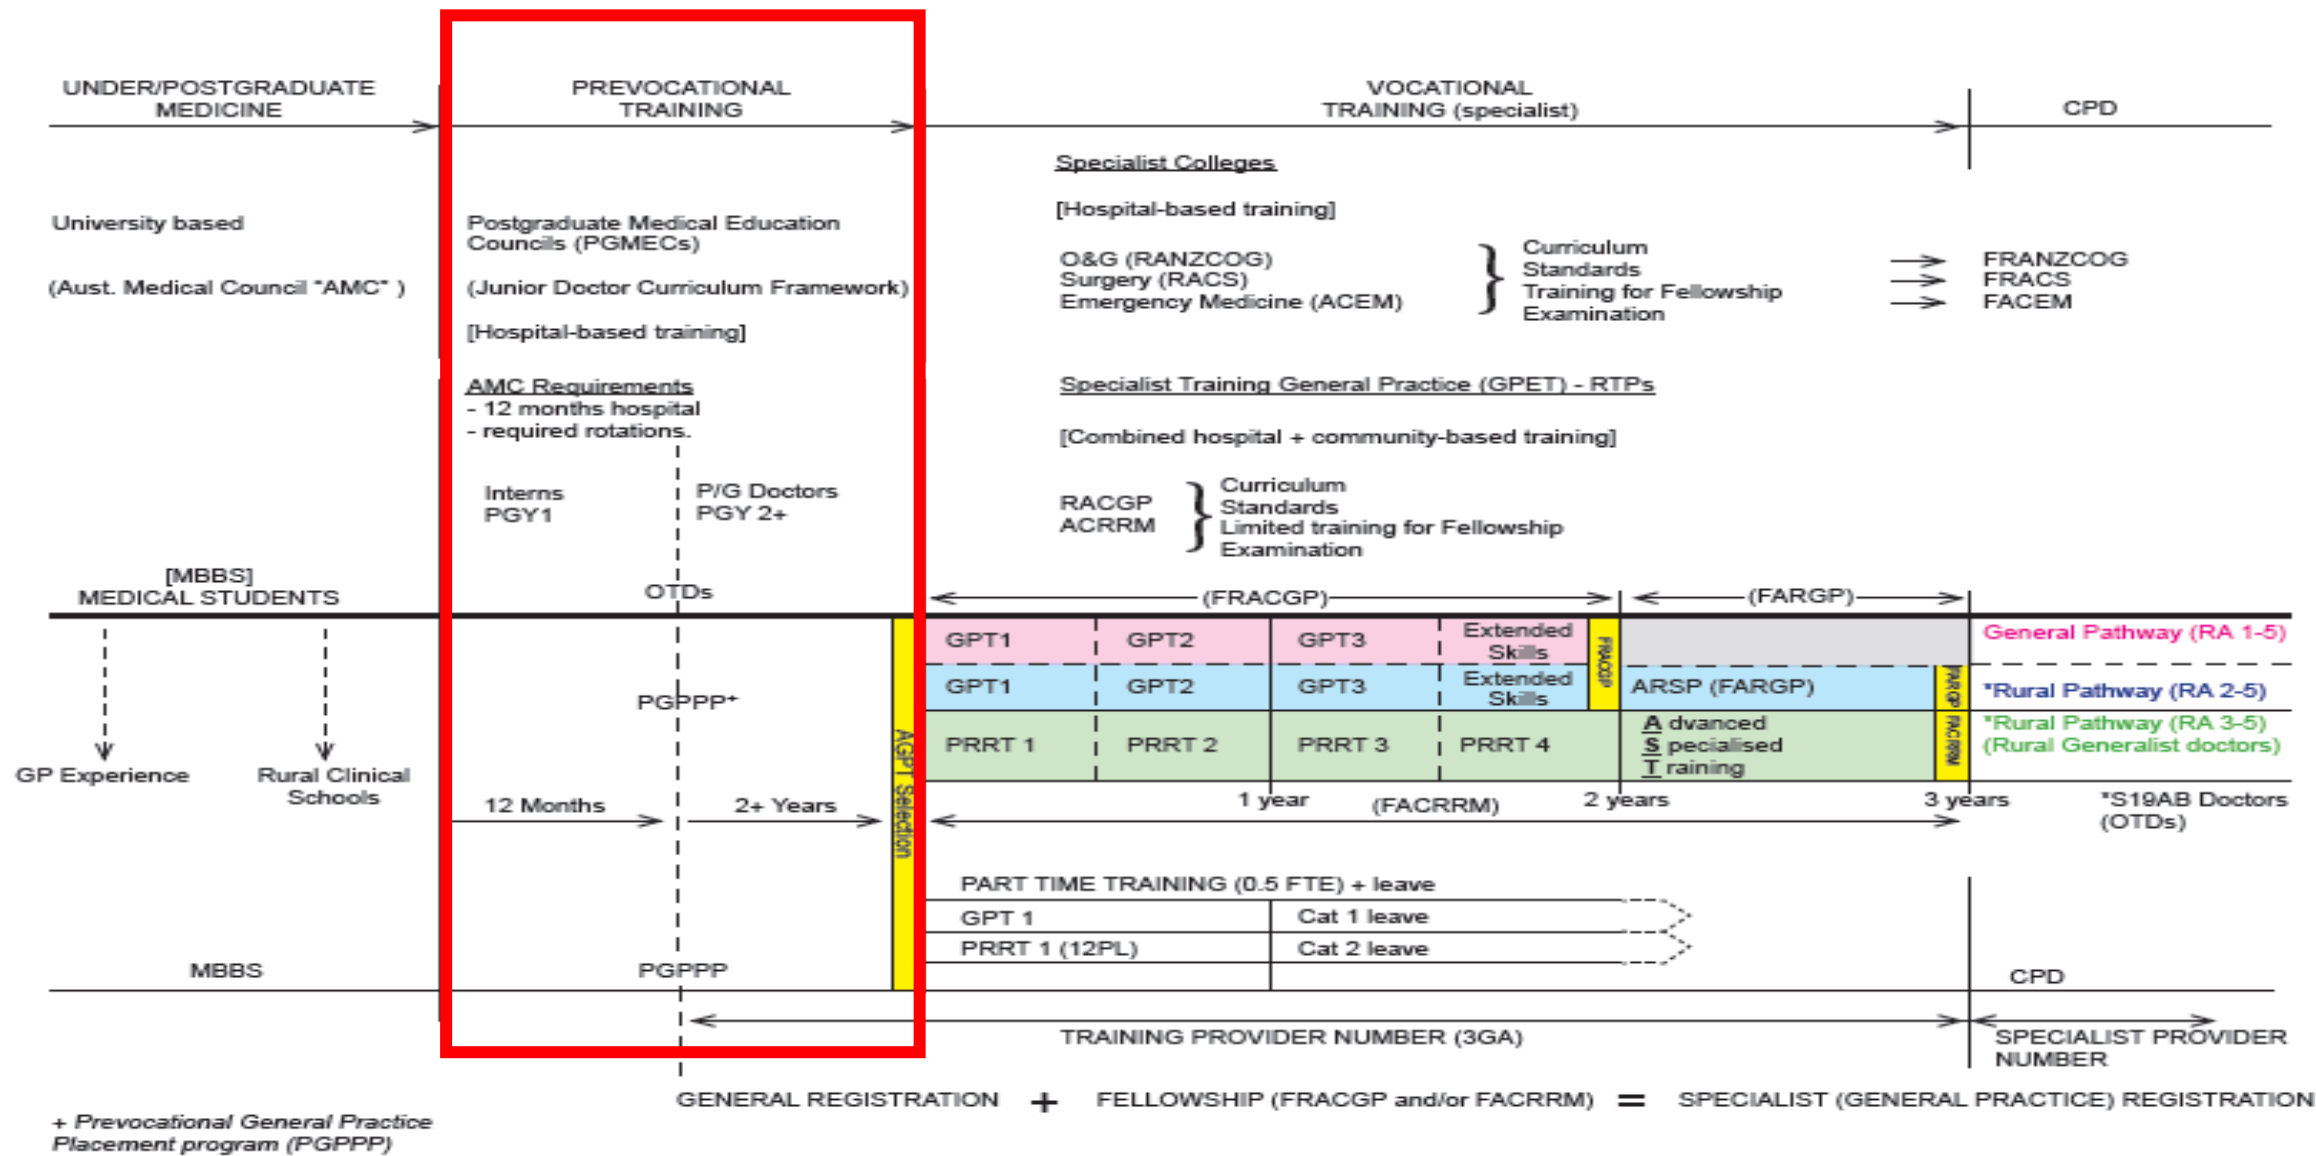 UNDER/POSTGRADUATE
MEDICINE
PREVOCATIONAL
TRAINING
VOCATIONAL
TRAINING (specialist)
CPD
University based
(Aust. Medical Council "AMC" )
Postgraduate Medical Education
Councils (PGMECs)
(Junior Doctor Curriculum Framework)
[Hospital-based training]
AMC Requirements
- 12 months hospital
- required rotations.
Interns
PGY1
P/G Doctors
PGY 2+
OTDs
Specialist Colleges
[Hospital-based training]
O&G (RANZCOG)
Surgery (RACS)
Emergency Medicine (ACEM)
Curriculum
Standards
Training for Fellowship
Examination
FRANZCOG
FRACS
FACEM
Specialist Training General Practice (GPET) - RTPs
[Combined hospital + community-based training]
RACGP
ACRRM
Curriculum
Standards
Limited training for Fellowship
Examination
[MBBS]
MEDICAL STUDENTS
(FRACGP)
(FARGP)
GP Experience
Rural Clinical
Schools
PGPPP+
12 Months
2+ Years
AGPT Selection
GPT1
GPT2
GPT3
Extended
Skills
FRACGP
General Pathway (RA 1-5)
GPT1
GPT2
GPT3
Extended
Skills
ARSP (FARGP)
FARGP
*Rural Pathway (RA 2-5)
PRRT 1
PRRT 2
PRRT 3
PRRT 4
A dvanced
S pecialised
T raining
FACRRM
*Rural Pathway (RA 3-5)
(Rural Generalist doctors)
1 year
(FACRRM)
2 years
3 years
*S19AB Doctors
(OTDs)
PART TIME TRAINING (0.5 FTE) + leave
GPT 1
Cat 1 leave
PRRT 1 (12PL)
Cat 2 leave
MBBS
PGPPP
CPD
TRAINING PROVIDER NUMBER (3GA)
SPECIALIST PROVIDER
NUMBER
GENERAL REGISTRATION + FELLOWSHIP (FRACGP and/or FACRRM) = SPECIALIST (GENERAL PRACTICE) REGISTRATION
+ Prevocational General Practice
Placement program (PGPPP)